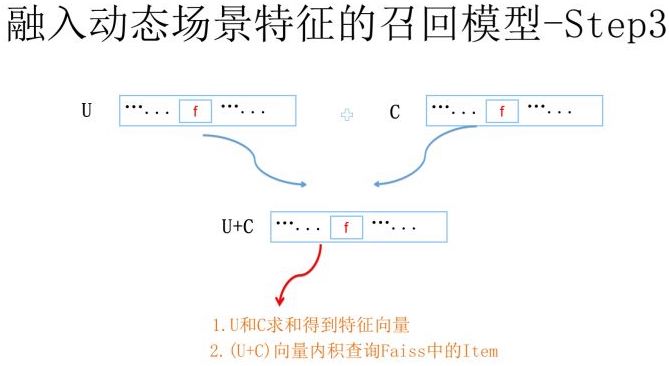 融入动态场景特征的召回模型-Step3
U ...... f ...... C ...... f ......
U+C ...... f ......
1.U和C求和得到特征向量
2.(U+C)向量内积查询Faiss中的Item